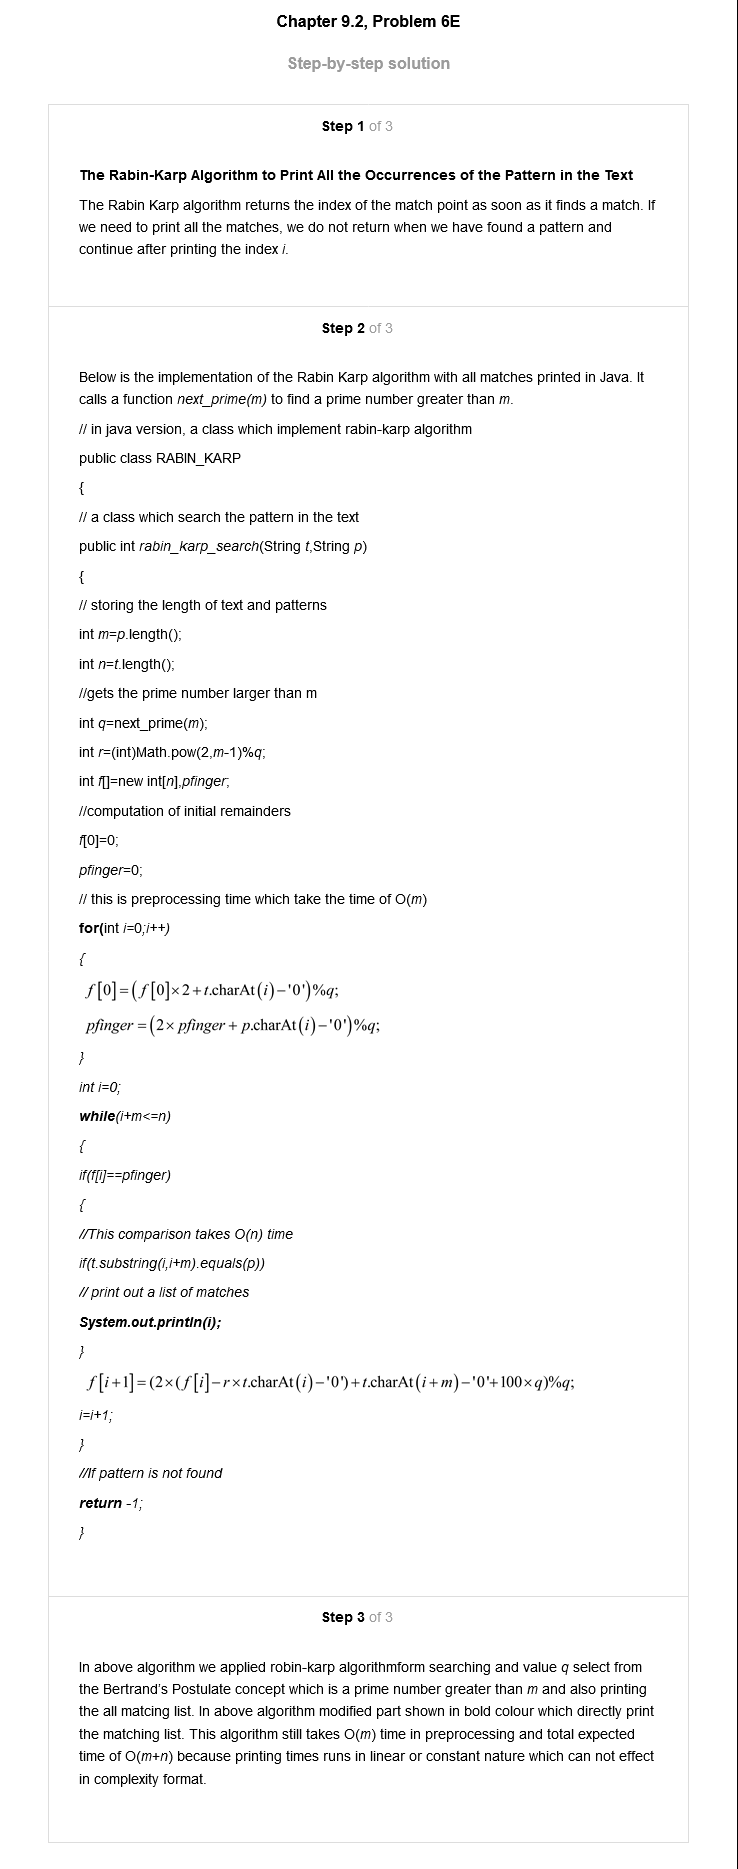 Chapter 9.2, Problem 6E
Step-by-step solution
Step 1 of 3
The Rabin-Karp Algorithm to Print All the Occurrences of the Pattern in the Text
The Rabin Karp algorithm returns the index of the match point as soon as it finds a match. If
we need to print all the matches, we do not return when we have found a pattern and
continue after printing the index i.
Step 2 of 3
Below is the implementation of the Rabin Karp algorithm with all matches printed in Java. It
calls a function next_prime(m) to find a prime number greater than m.
// in java version, a class which implement rabin-karp algorithm
public class RABIN_KARP
{
// a class which search the pattern in the text
public int rabin_karp_search(String t,String p)
{
// storing the length of text and patterns
int m=p.length();
int n=t.length();
//gets the prime number larger than m
int q=next_prime(m);
int r=(int)Math.pow(2,m-1)%q;
int f[]=new int[n],pfinger;
//computation of initial remainders
f[0]=0;
pfinger=0;
// this is preprocessing time which take the time of O(m)
for(int i=0;i++)
{
f[0]=(f[0]×2+t.charAt(i)−'0')%q;
pfinger=(2×pfinger+p.charAt(i)−'0')%q;
}
int i=0;
while(i+m<=n)
{
if(f[i]==pfinger)
{
//This comparison takes O(n) time
if(t.substring(i,i+m).equals(p))
// print out a list of matches
System.out.println(i);
}
f[i+1]=(2×(f[i]−r×t.charAt(i)−'0')+t.charAt(i+m)−'0'+100×q)%q;
i=i+1;
}
//If pattern is not found
return -1;
}
Step 3 of 3
In above algorithm we applied robin-karp algorithmform searching and value q select from
the Bertrand's Postulate concept which is a prime number greater than m and also printing
the all matcing list. In above algorithm modified part shown in bold colour which directly print
the matching list. This algorithm still takes O(m) time in preprocessing and total expected
time of O(m+n) because printing times runs in linear or constant nature which can not effect
in complexity format.